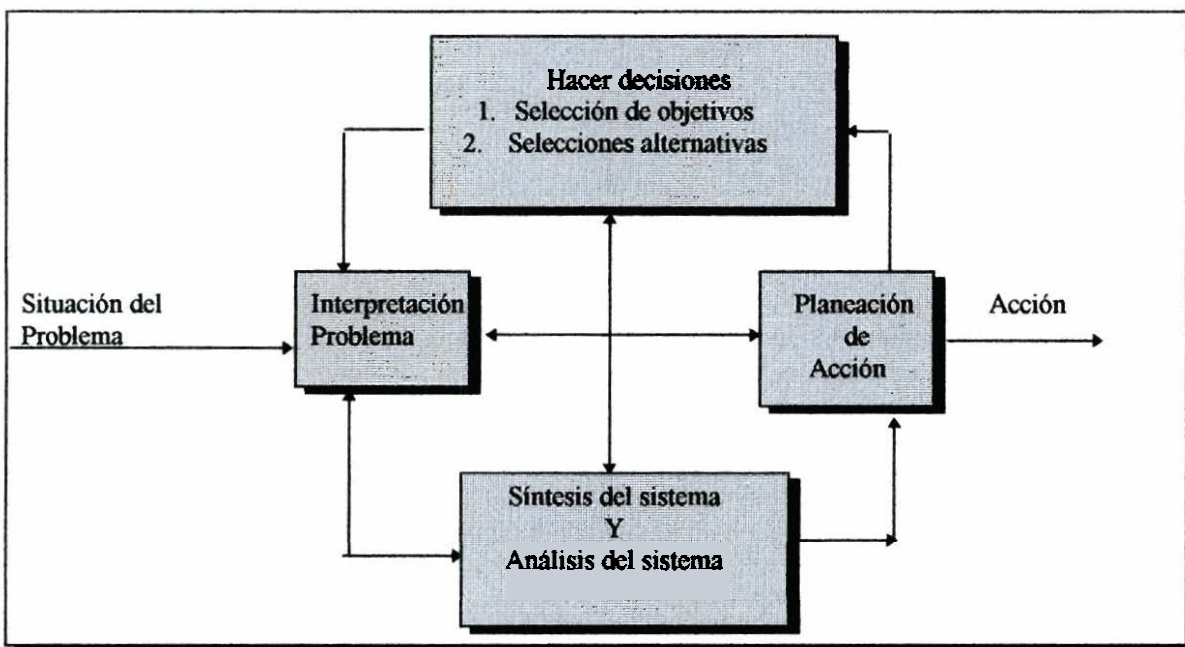 Hacer decisiones
1. Selección de objetivos
2. Selecciones alternativas
Situación del
Problema
Interpretación
Problema
Planeación
de
Acción
Acción
Síntesis del sistema
Y
Análisis del sistema